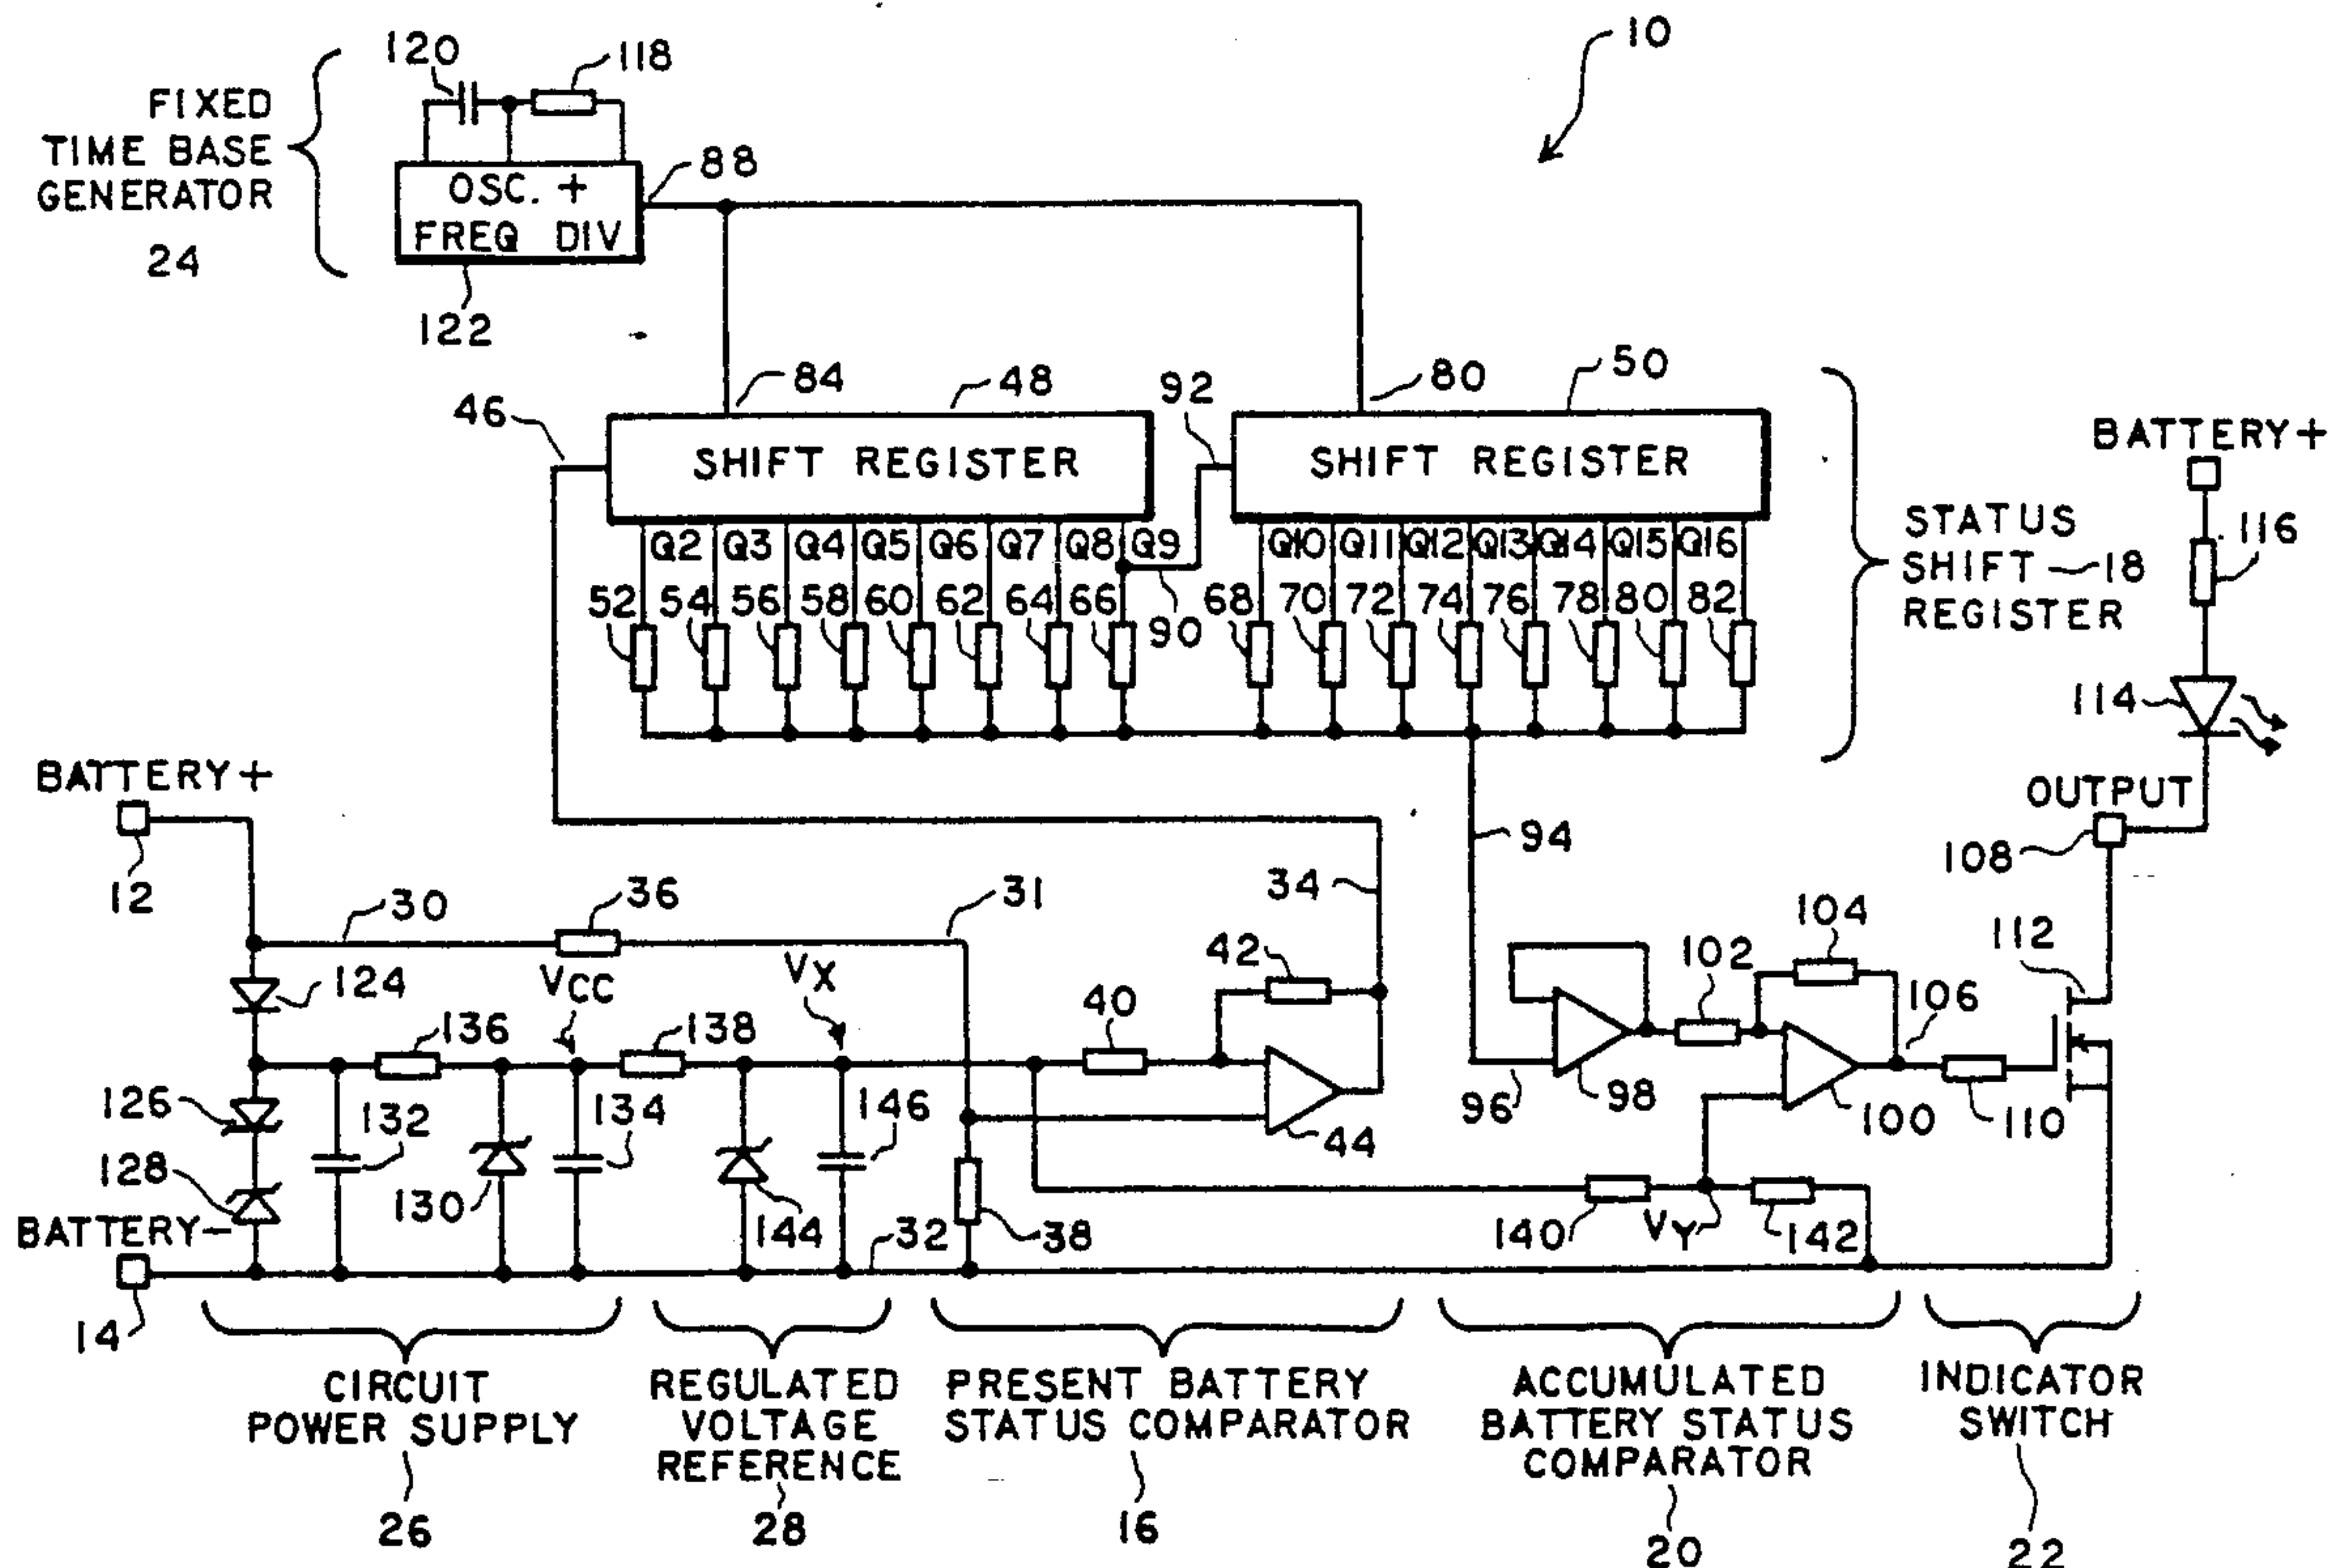 10
120
118
FIXED
TIME BASE
GENERATOR
24
OSC. +
FREQ DIV
88
122
84
48
46
92
80
50
SHIFT REGISTER
SHIFT REGISTER
BATTERY+
116
STATUS
SHIFT 18
REGISTER
Q2 Q3 Q4 Q5 Q6 Q7 Q8 Q9
Q10 Q11 Q12 Q13 Q14 Q15 Q16
52 54 56 58 60 62 64 66
68 70 72 74 76 78 80 82
90
114
OUTPUT
108
BATTERY+
12
94
30
36
31
34
VCC
VX
124
136
138
40
42
102
104
106
112
126
132
134
146
128
130
144
44
96
98
100
110
BATTERY-
14
32
38
140
VY
142
CIRCUIT
POWER SUPPLY
26
REGULATED
VOLTAGE
REFERENCE
28
PRESENT BATTERY
STATUS COMPARATOR
16
ACCUMULATED
BATTERY STATUS
COMPARATOR
20
INDICATOR
SWITCH
22